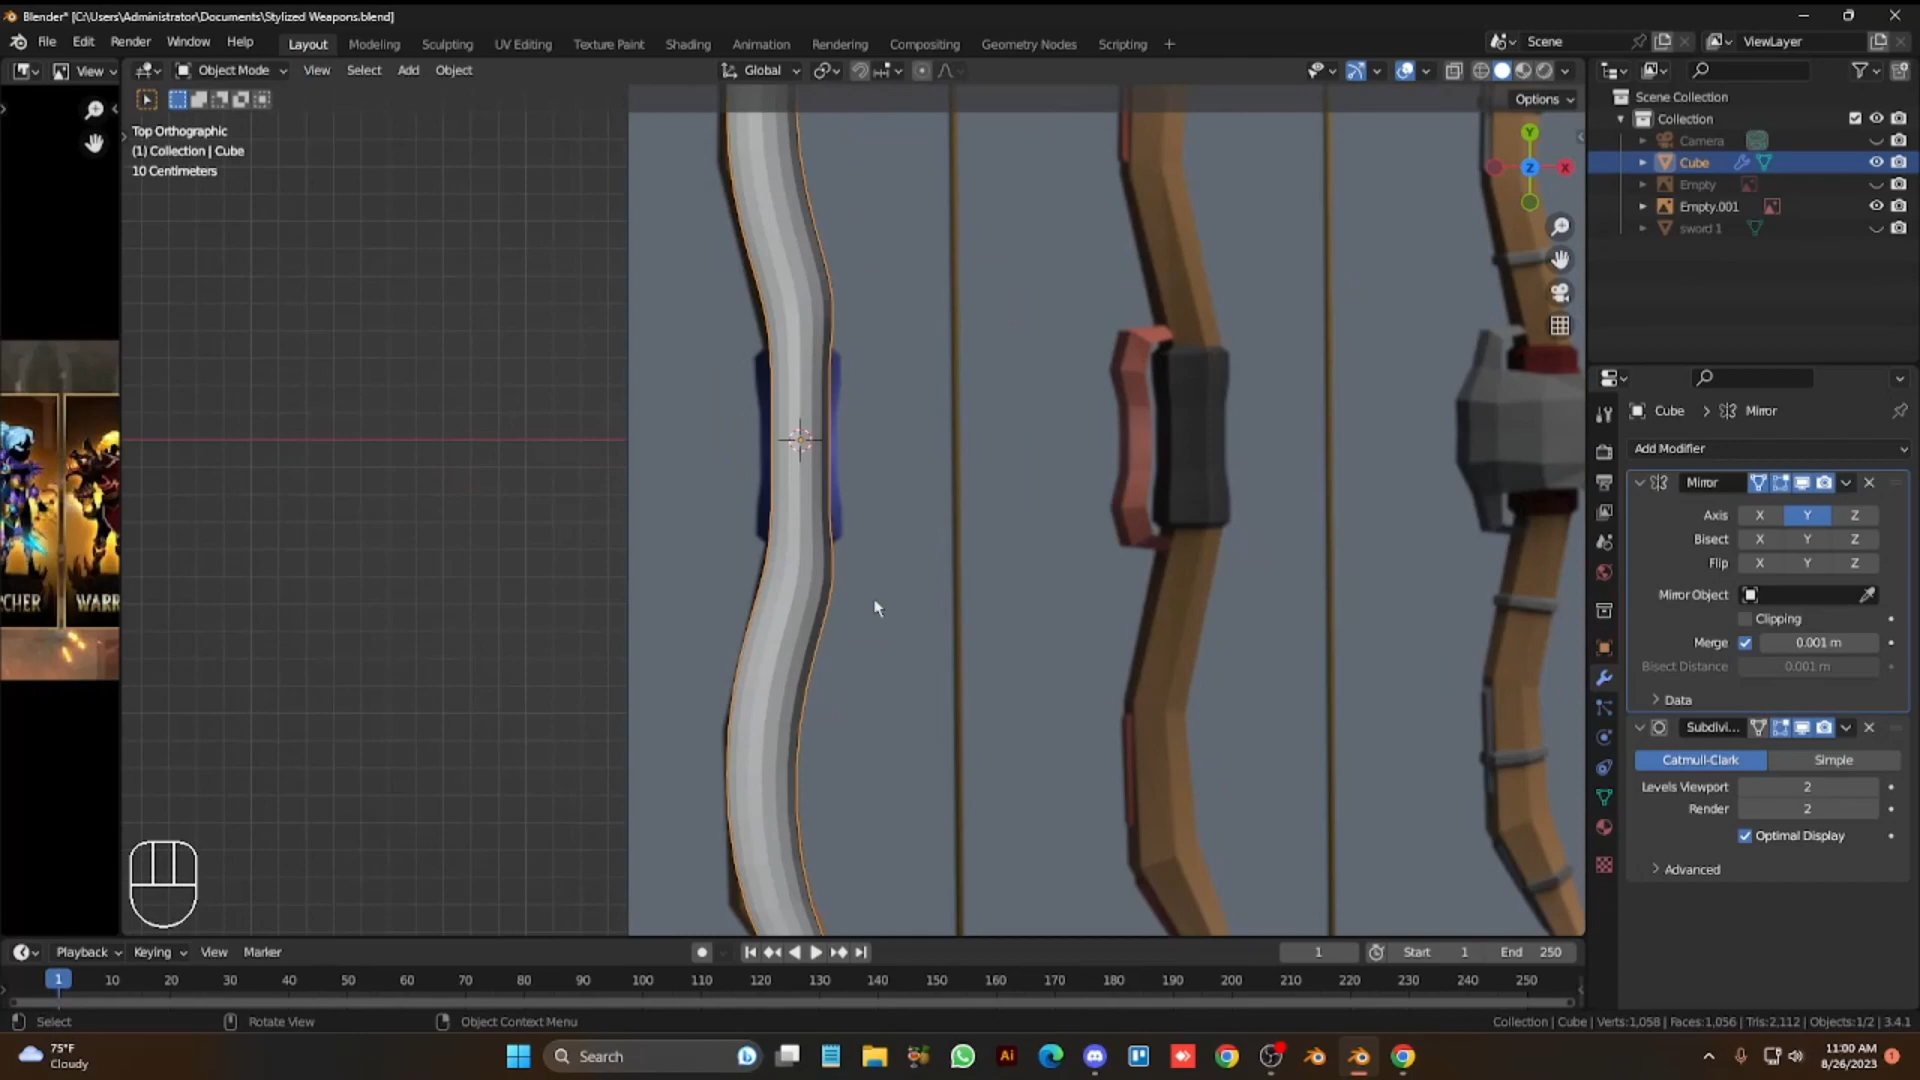 Blender* [C:\Users\Administrator\Documents\Stylized Weapons.blend]
File Edit Render Window Help Layout Modeling Sculpting UV Editing Texture Paint Shading Animation Rendering Compositing Geometry Nodes Scripting + Scene ViewLayer
View Object Mode View Select Add Object Global
Options
Top Orthographic
(1) Collection | Cube
10 Centimeters
Y
X
Z
Scene Collection
Collection
Camera
Cube
Empty
Empty.001
sword 1
Cube > Mirror
Add Modifier
Mirror
Axis X Y Z
Bisect X Y Z
Flip X Y Z
Mirror Object
Clipping
Merge 0.001 m
Bisect Distance 0.001 m
Data
Subdivi...
Catmull-Clark Simple
Levels Viewport 2
Render 2
Optimal Display
Advanced
CHER WARR
Playback Keying View Marker 1 Start 1 End 250
1 10 20 30 40 50 60 70 80 90 100 110 120 130 140 150 160 170 180 190 200 210 220 230 240 250
Select Rotate View Object Context Menu Collection | Cube | Verts:1,058 | Faces:1,056 | Tris:2,112 | Objects:1/2 | 3.4.1
75°F
Cloudy
Search
Ai
11:00 AM
8/26/2023
1